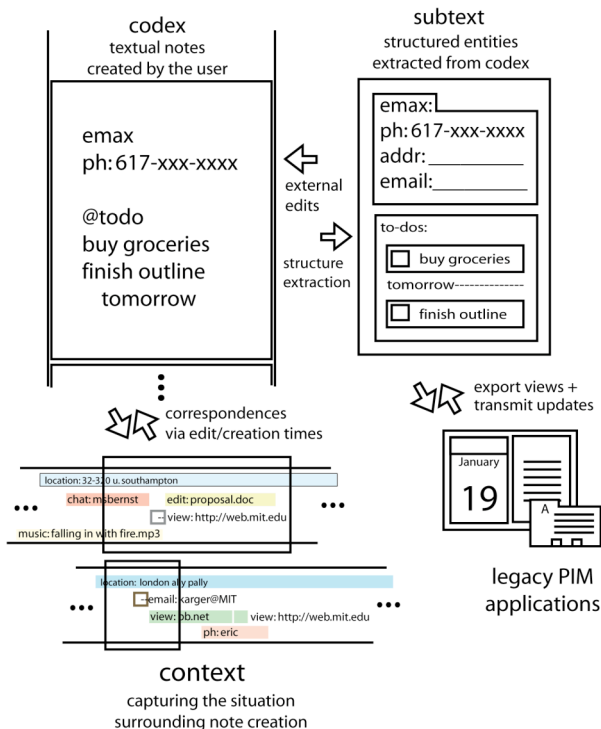 codex
textual notes
created by the user
emax
ph: 617-xxx-xxxx
@todo
buy groceries
finish outline
tomorrow
external
edits
structure
extraction
subtext
structured entities
extracted from codex
emax:
ph: 617-xxx-xxxx
addr:__________
email:__________
to-dos:
buy groceries
tomorrow--------------
finish outline
correspondences
via edit/creation times
export views +
transmit updates
location: 32-320 u. southampton
chat: msbernst
edit: proposal.doc
-- view: http://web.mit.edu
music: falling in with fire.mp3
location: london ally pally
--email: karger@MIT
view: bb.net
view: http://web.mit.edu
ph: eric
January
19
A
legacy PIM
applications
context
capturing the situation
surrounding note creation